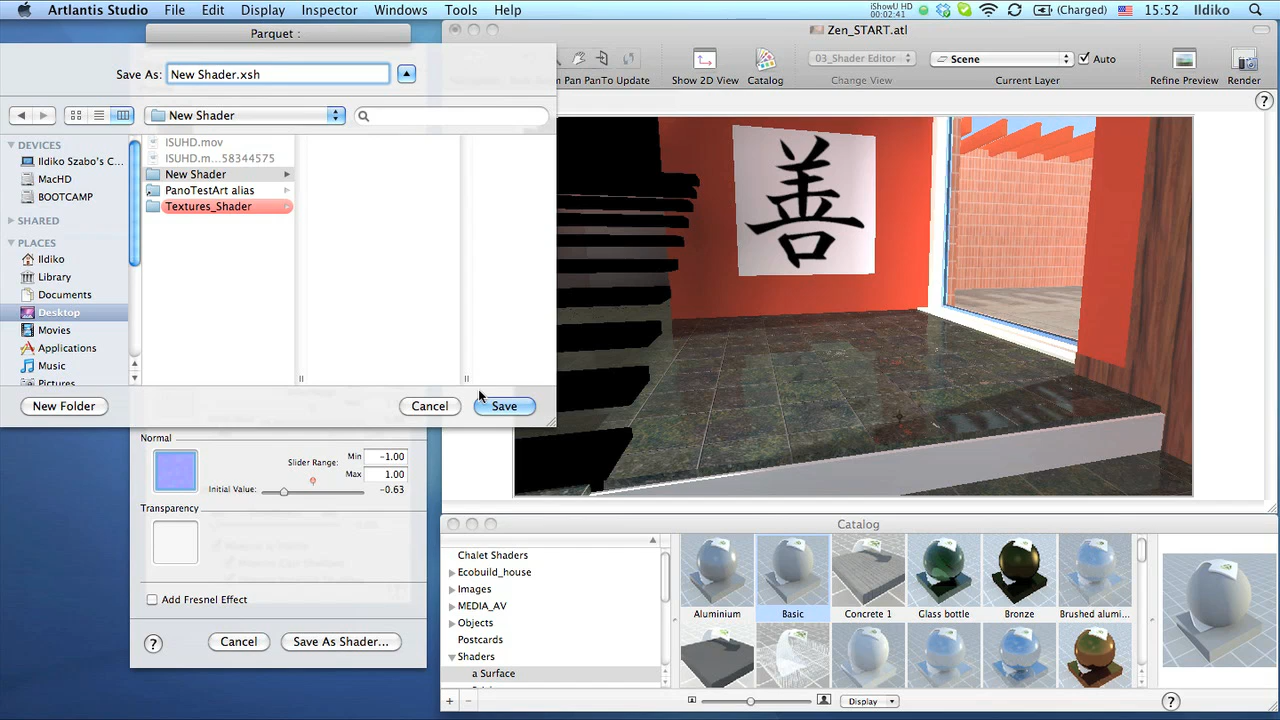 Artlantis Studio File Edit Display Inspector Windows Tools Help iShowU HD 00:02:41 (Charged) 15:52 Ildiko
Parquet :
Save As: New Shader.xsh
New Shader
DEVICES
Ildiko Szabo's C...
MacHD
BOOTCAMP
SHARED
PLACES
Ildiko
Library
Documents
Desktop
Movies
Applications
Music
Pictures
ISUHD.mov
ISUHD.m...58344575
New Shader
PanoTestArt alias
Textures_Shader
New Folder Cancel Save
Normal
Slider Range: Min -1.00
Max 1.00
Initial Value: -0.63
Transparency
Add Fresnel Effect
? Cancel Save As Shader...
Zen_START.atl
Pan PanTo Update Show 2D View Catalog 03_Shader Editor Change View Scene Current Layer Auto Refine Preview Render
?
善
Catalog
Chalet Shaders
Ecobuild_house
Images
MEDIA_AV
Objects
Postcards
Shaders
a Surface
Aluminium Basic Concrete 1 Glass bottle Bronze Brushed alumi...
+ − Display ?